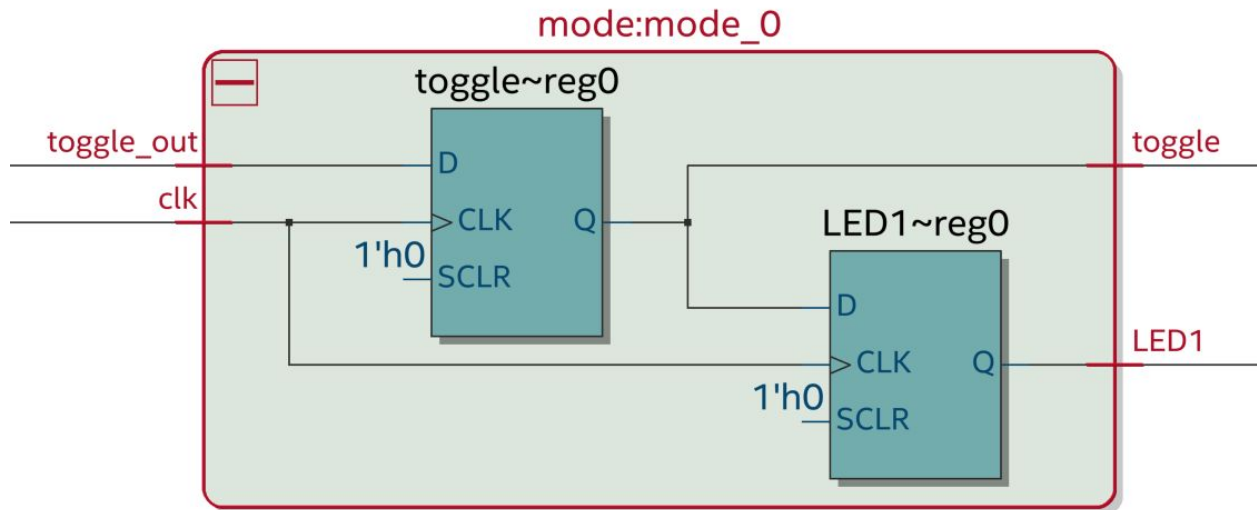 mode:mode_0
toggle~reg0
toggle_out
D
toggle
clk
CLK
Q
LED1~reg0
1'h0
SCLR
D
LED1
CLK
Q
1'h0
SCLR